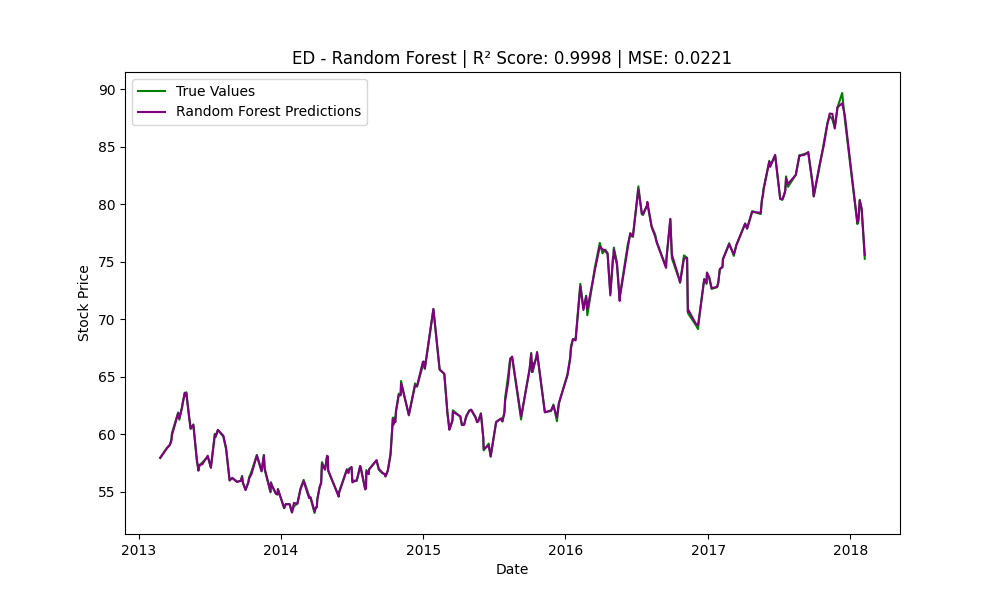 ED - Random Forest | R² Score: 0.9998 | MSE: 0.0221
True Values
Random Forest Predictions
90
85
80
75
70
65
60
55
Stock Price
2013 2014 2015 2016 2017 2018
Date